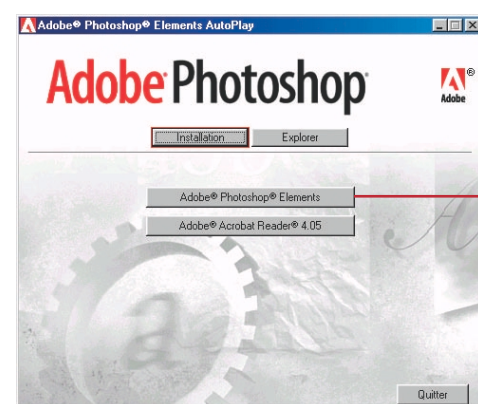 Adobe® Photoshop® Elements AutoPlay
Adobe® Photoshop®
®
Adobe
Installation
Explorer
Adobe® Photoshop® Elements
Adobe® Acrobat Reader® 4.05
a
Quitter